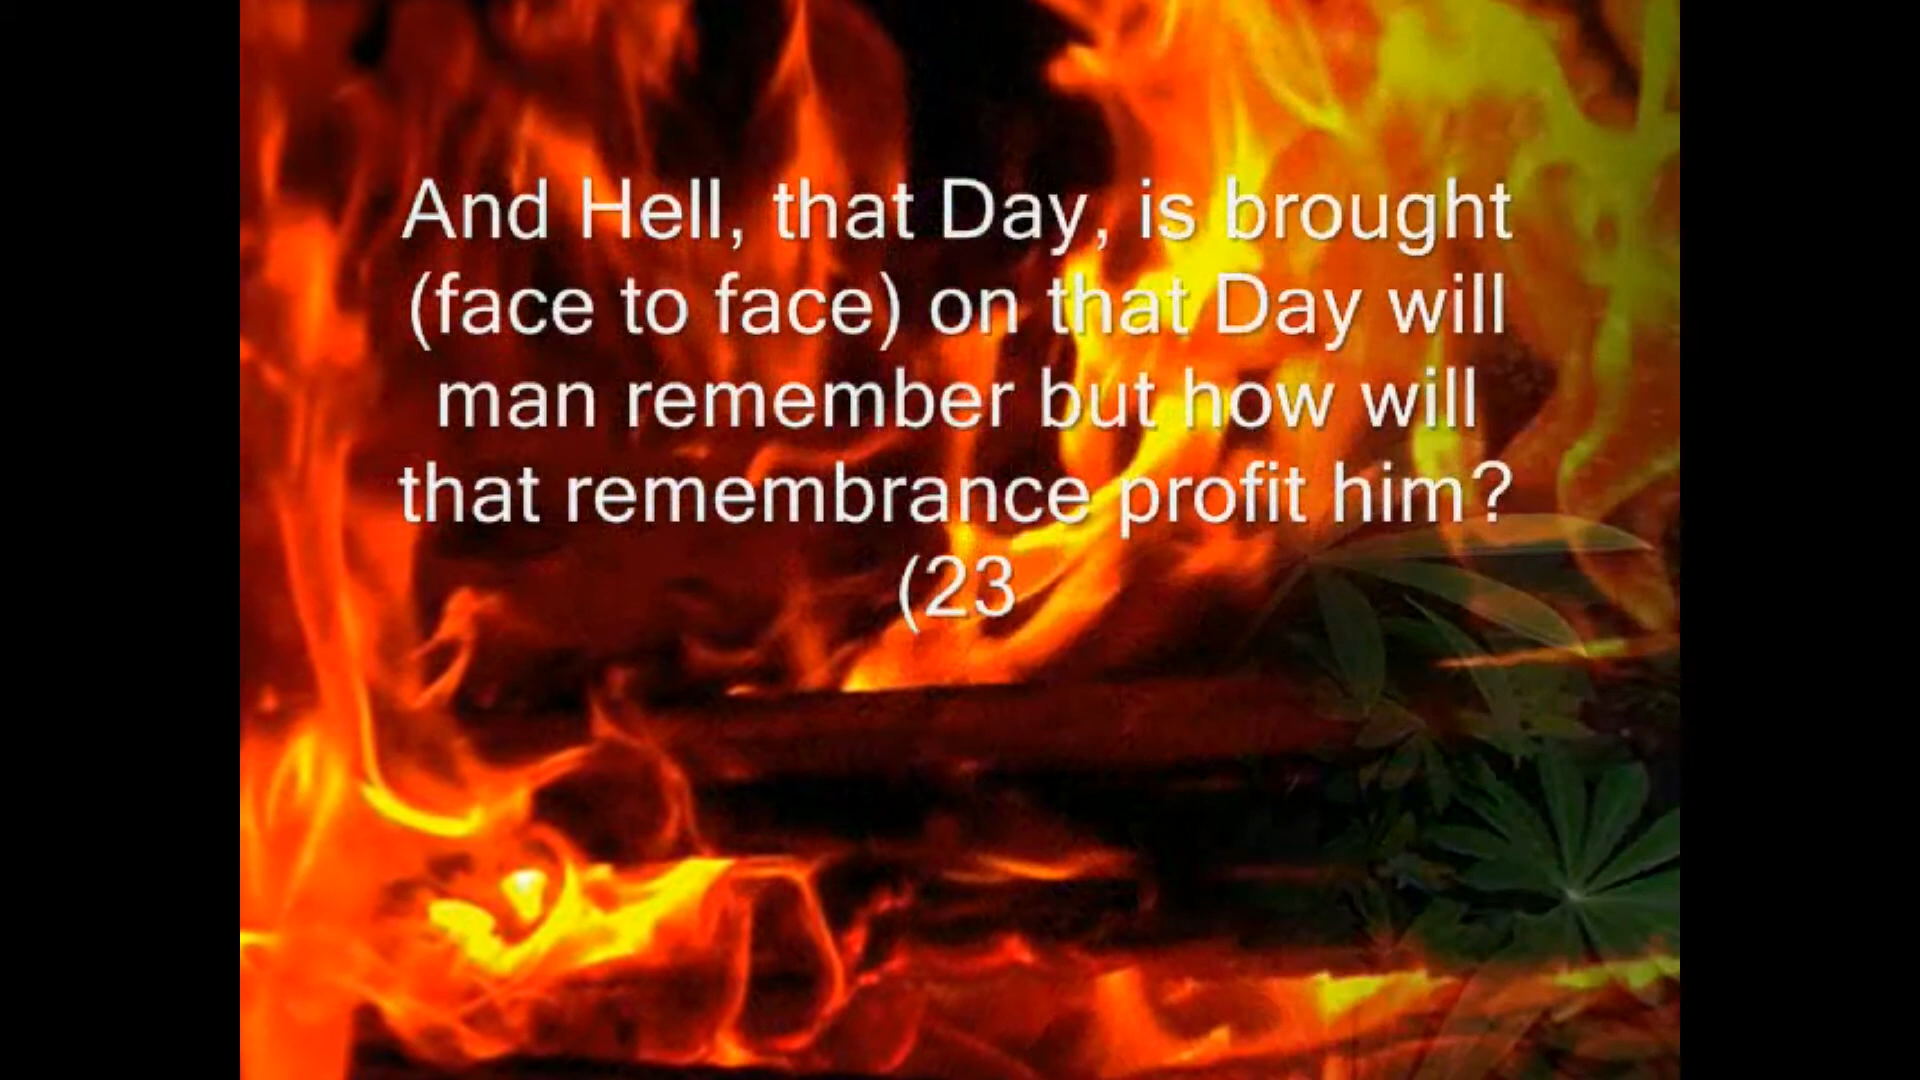 And Hell, that Day, is brought
(face to face) on that Day will
man remember but how will
that remembrance profit him?
(23